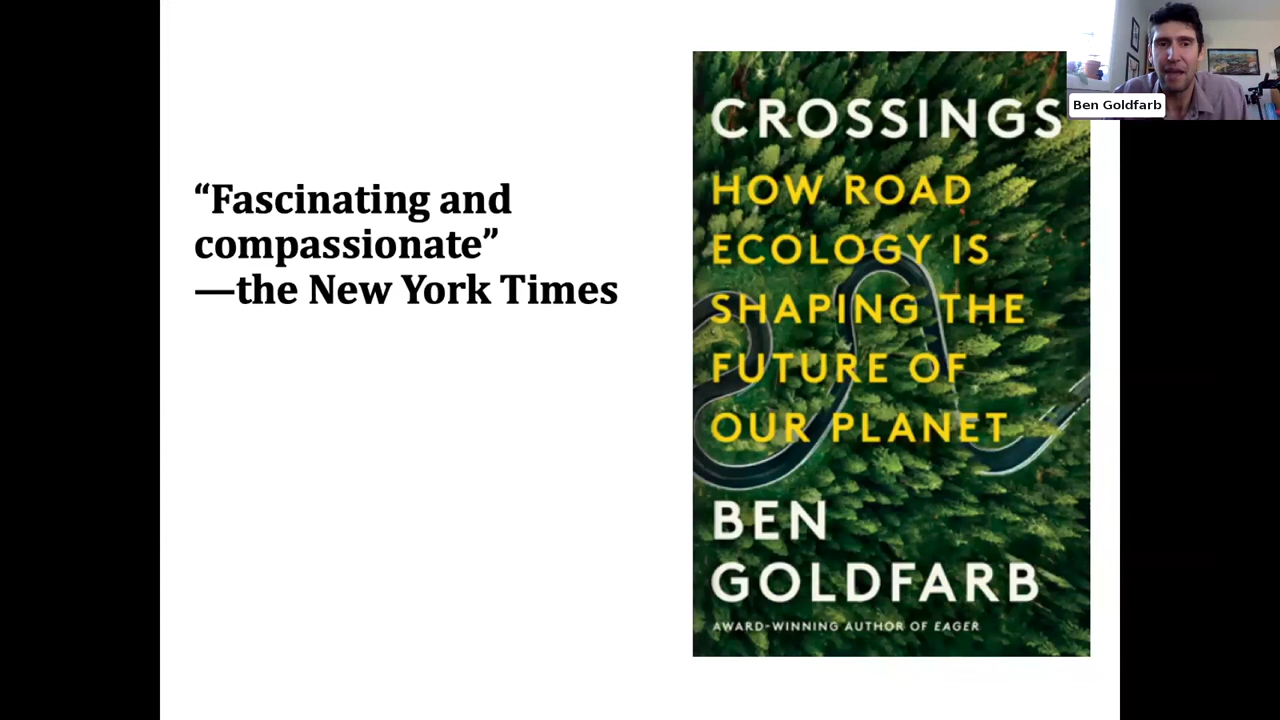 “Fascinating and
compassionate”
—the New York Times
CROSSINGS
HOW ROAD
ECOLOGY IS
SHAPING THE
FUTURE OF
OUR PLANET
BEN
GOLDFARB
AWARD-WINNING AUTHOR OF EAGER
Ben Goldfarb